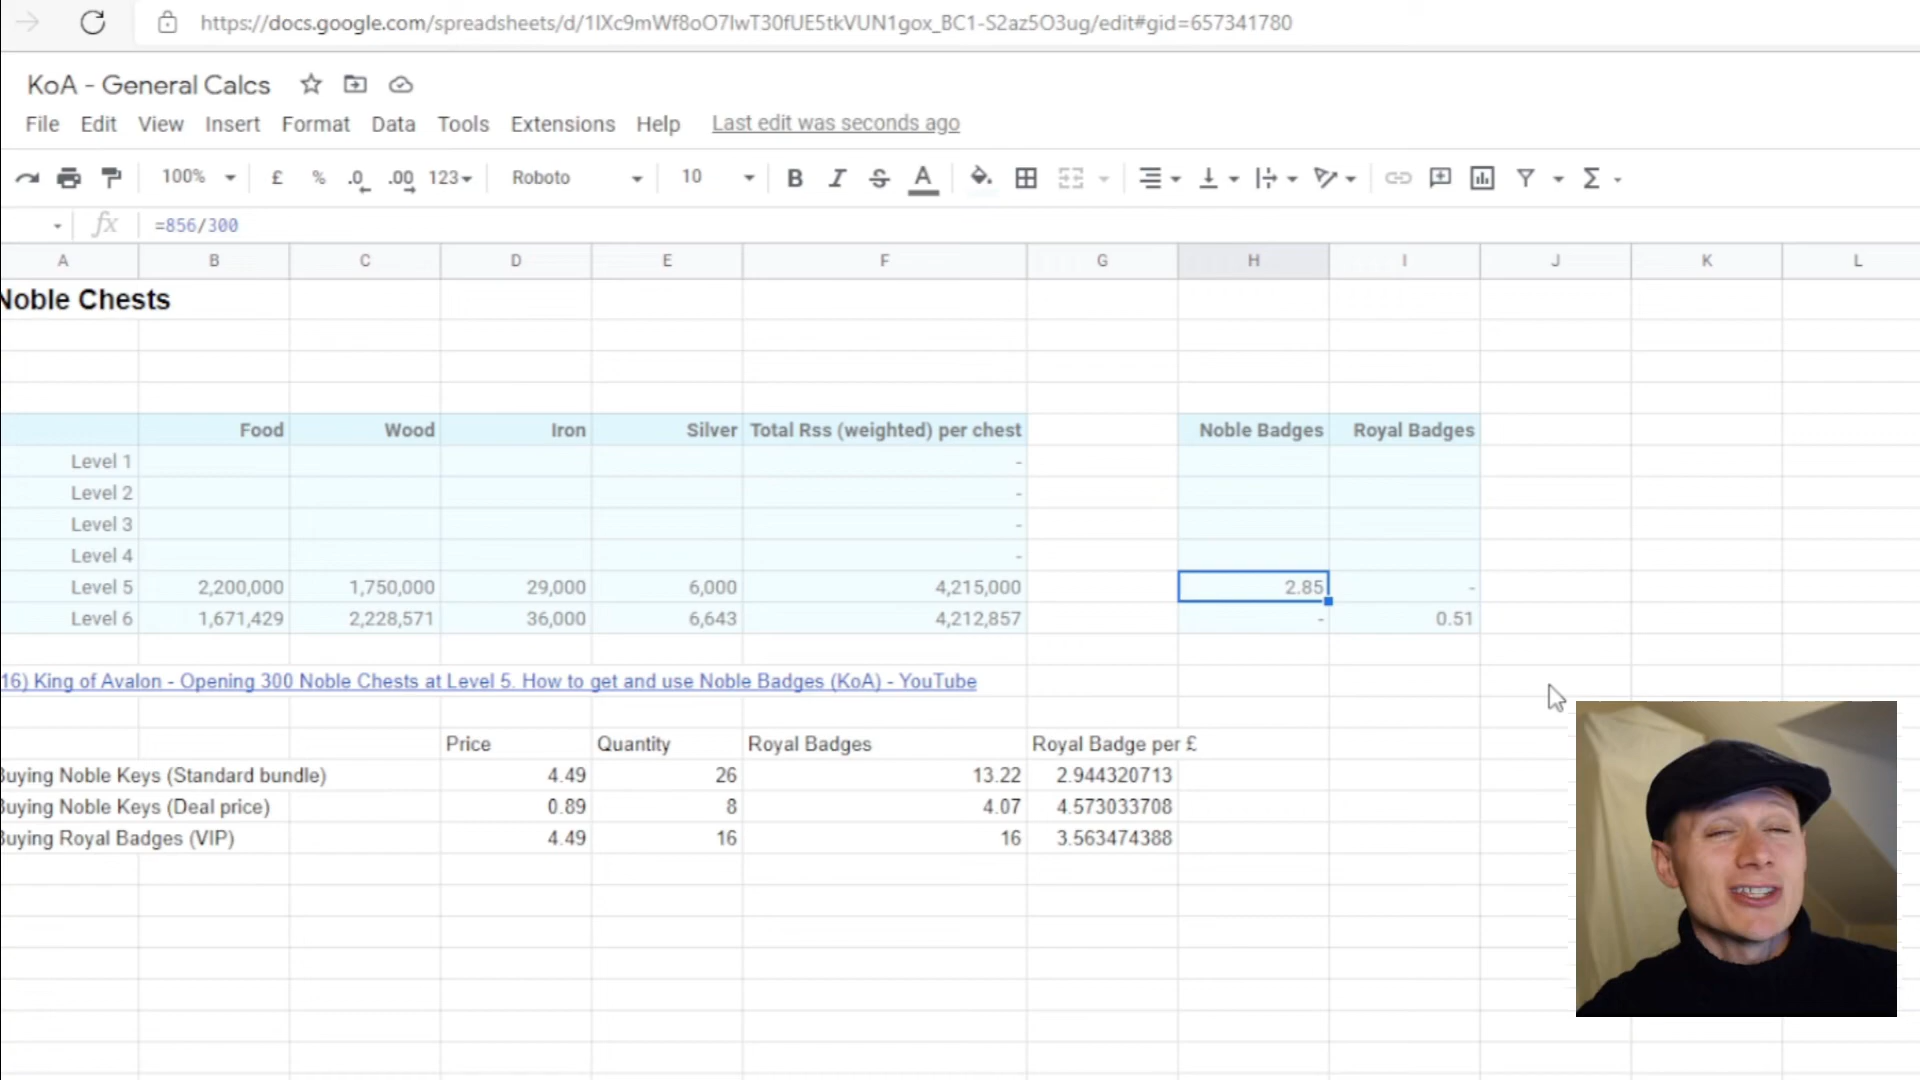 https://docs.google.com/spreadsheets/d/1lXc9mWf8oO7lwT30fUE5tkVUN1gox_BC1-S2az5O3ug/edit#gid=657341780
KoA - General Calcs
File Edit View Insert Format Data Tools Extensions Help Last edit was seconds ago
100% £ % .0 .00 123 Roboto 10 B I S A Σ
fx =856/300
A B C D E F G H I J K L
Noble Chests
Food Wood Iron Silver Total Rss (weighted) per chest Noble Badges Royal Badges
Level 1 -
Level 2 -
Level 3 -
Level 4 -
Level 5 2,200,000 1,750,000 29,000 6,000 4,215,000 2.85 -
Level 6 1,671,429 2,228,571 36,000 6,643 4,212,857 - 0.51
16) King of Avalon - Opening 300 Noble Chests at Level 5. How to get and use Noble Badges (KoA) - YouTube
Price Quantity Royal Badges Royal Badge per £
Buying Noble Keys (Standard bundle) 4.49 26 13.22 2.944320713
Buying Noble Keys (Deal price) 0.89 8 4.07 4.573033708
Buying Royal Badges (VIP) 4.49 16 16 3.563474388